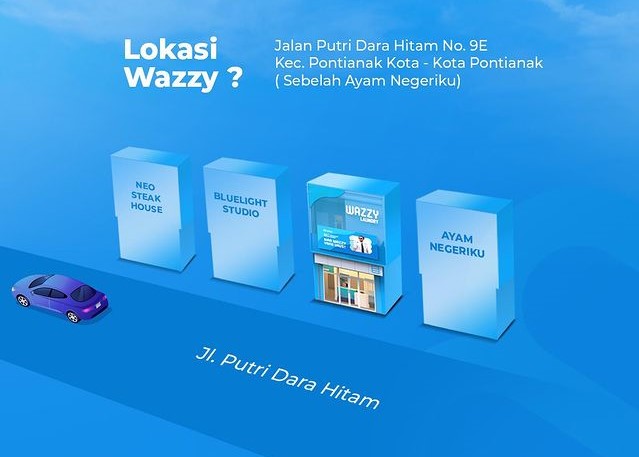 Lokasi
Wazzy ?
Jalan Putri Dara Hitam No. 9E
Kec. Pontianak Kota - Kota Pontianak
( Sebelah Ayam Negeriku)
NEO
STEAK
HOUSE
BLUELIGHT
STUDIO
WAZZY
LAUNDRY
AYAM
NEGERIKU
Jl. Putri Dara Hitam